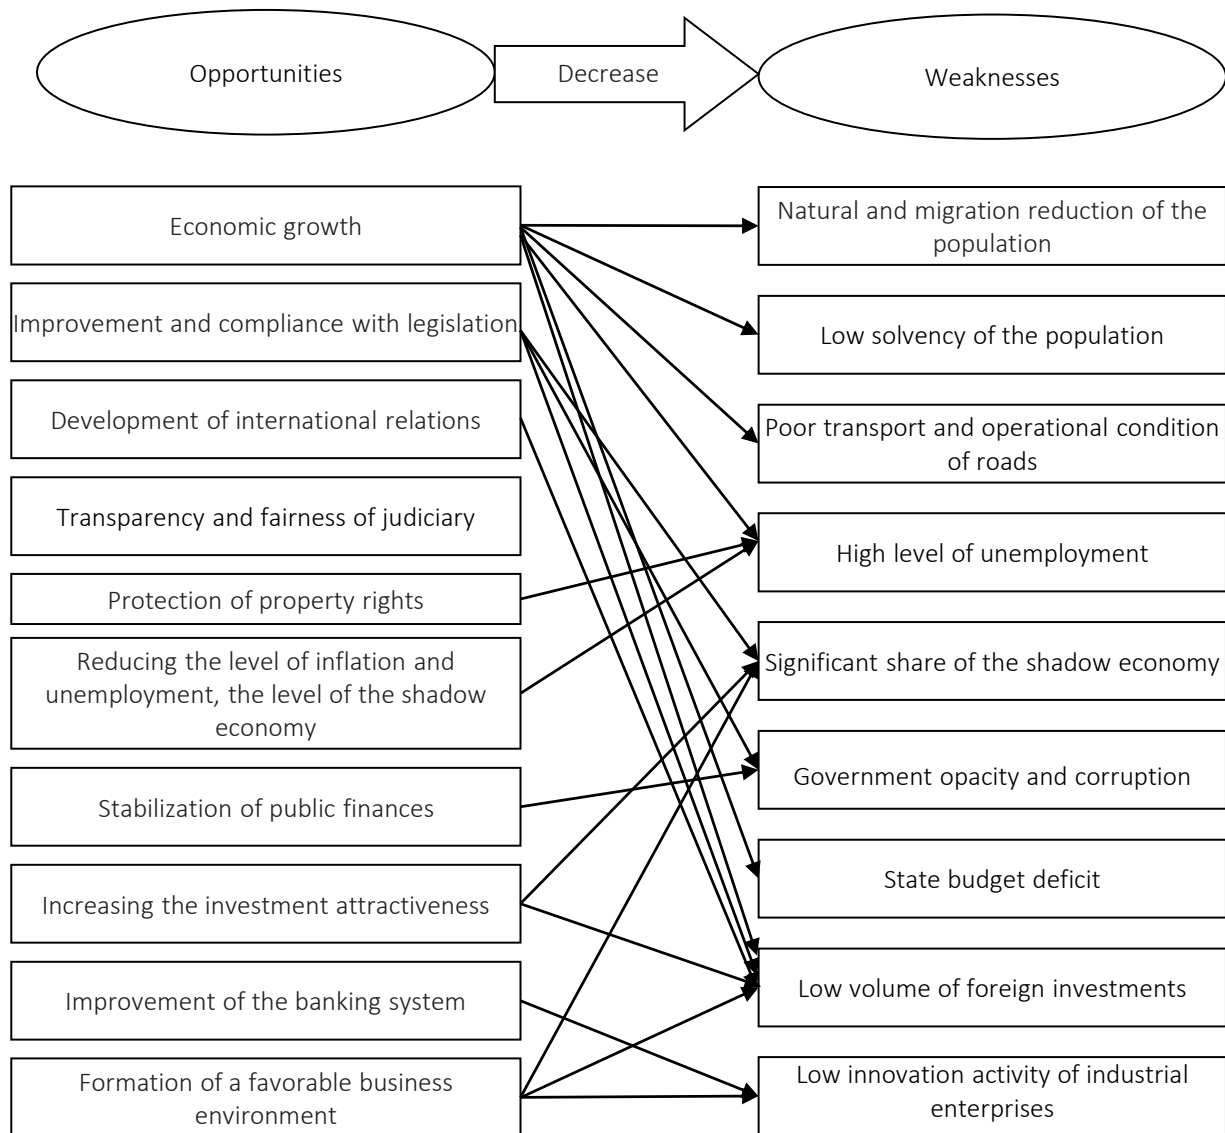 Opportunities
Decrease
Weaknesses
Economic growth
Improvement and compliance with legislation
Development of international relations
Transparency and fairness of judiciary
Protection of property rights
Reducing the level of inflation and
unemployment, the level of the shadow
economy
Stabilization of public finances
Increasing the investment attractiveness
Improvement of the banking system
Formation of a favorable business
environment
Natural and migration reduction of the
population
Low solvency of the population
Poor transport and operational condition
of roads
High level of unemployment
Significant share of the shadow economy
Government opacity and corruption
State budget deficit
Low volume of foreign investments
Low innovation activity of industrial
enterprises